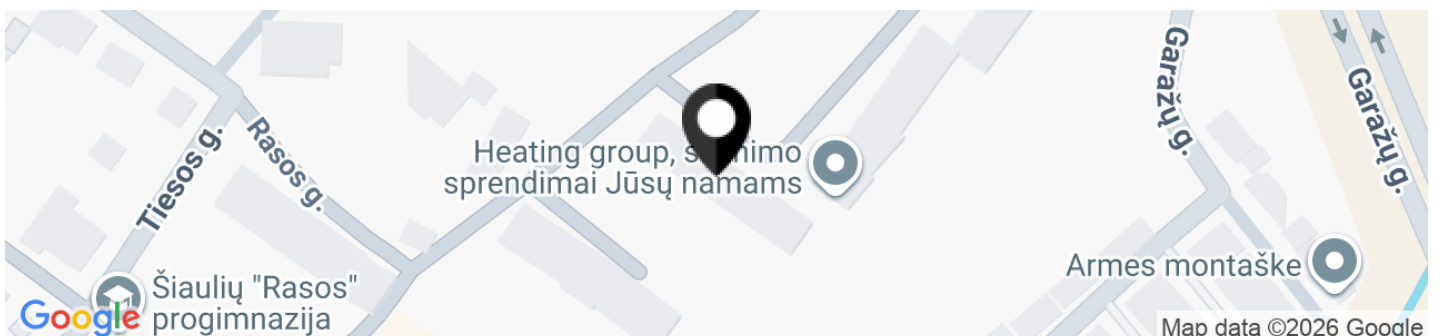 Tiesos g.
Rasos g.
Heating group, š nimo
sprendimai Jūsų namams
Garažų g.
Garažų g.
Armes montaške
Šiaulių "Rasos"
progimnazija
Google
Map data ©2026 Google